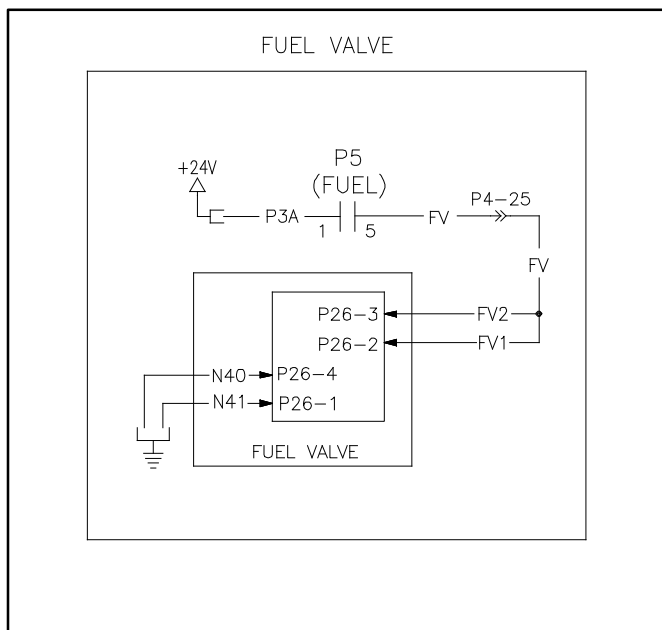 FUEL VALVE
P5
(FUEL)
+24V
P3A
1
5
FV
P4-25
FV
P26-3
FV2
P26-2
FV1
N40
P26-4
N41
P26-1
FUEL VALVE